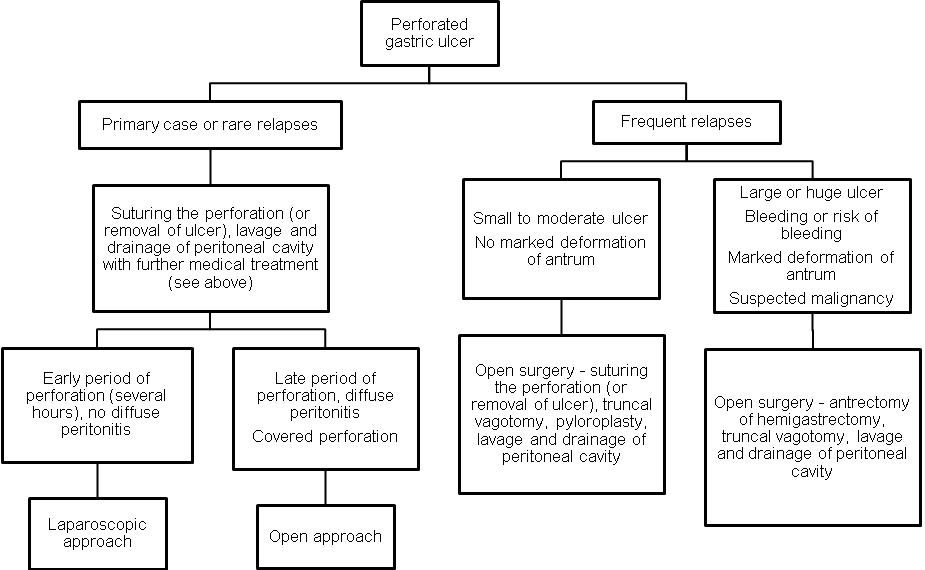 Perforated
gastric ulcer
Primary case or rare relapses
Frequent relapses
Suturing the perforation (or
removal of ulcer), lavage and
drainage of peritoneal cavity
with further medical treatment
(see above)
Small to moderate ulcer
No marked deformation
of antrum
Large or huge ulcer
Bleeding or risk of
bleeding
Marked deformation of
antrum
Suspected malignancy
Early period of
perforation (several
hours), no diffuse
peritonitis
Late period of
perforation, diffuse
peritonitis
Covered perforation
Open surgery - suturing
the perforation (or
removal of ulcer), truncal
vagotomy, pyloroplasty,
lavage and drainage of
peritoneal cavity
Open surgery - antrectomy
of hemigastrectomy,
truncal vagotomy, lavage
and drainage of peritoneal
cavity
Laparoscopic
approach
Open approach